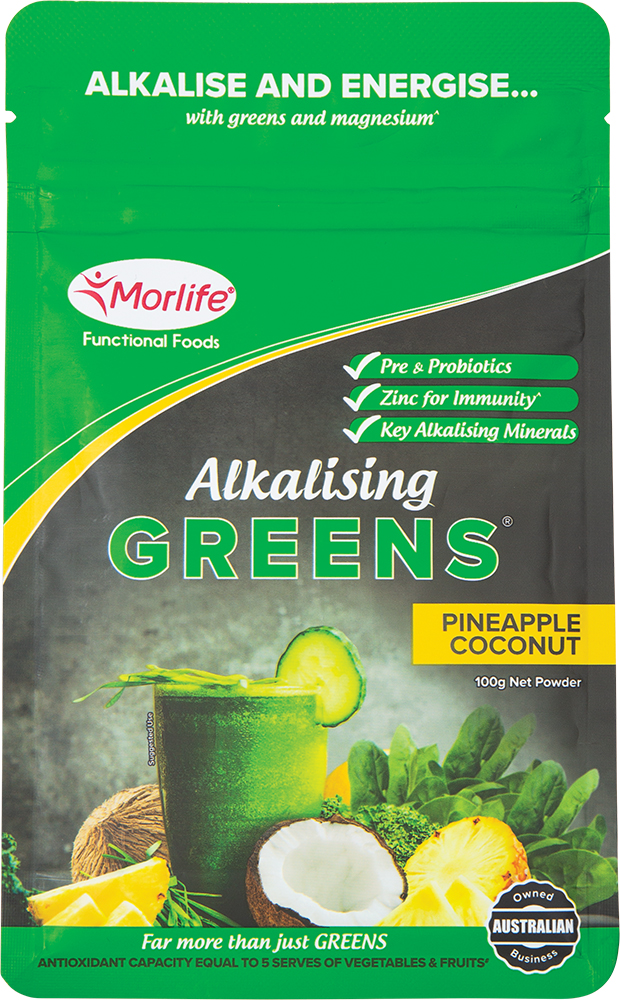 ALKALISE AND ENERGISE...
with greens and magnesium^
Morlife®
Functional Foods
Pre & Probiotics
Zinc for Immunity^
Key Alkalising Minerals
Alkalising
GREENS®
PINEAPPLE
COCONUT
100g Net Powder
Suggested Use
Far more than just GREENS
ANTIOXIDANT CAPACITY EQUAL TO 5 SERVES OF VEGETABLES & FRUITS#
Owned
AUSTRALIAN
Business